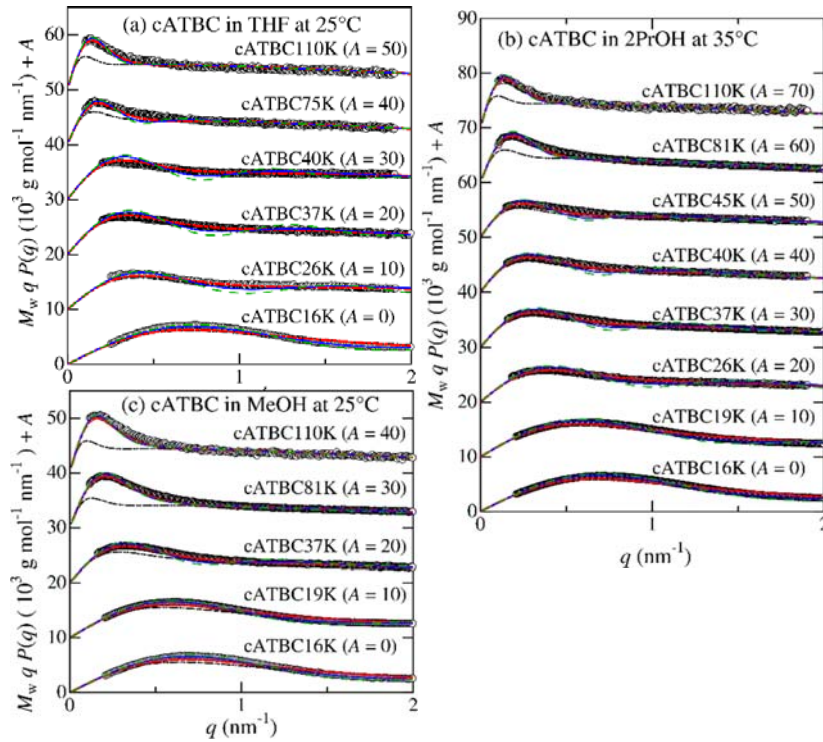 (a) cATBC in THF at 25°C
cATBC110K (A = 50)
cATBC75K (A = 40)
cATBC40K (A = 30)
cATBC37K (A = 20)
cATBC26K (A = 10)
cATBC16K (A = 0)
60
50
40
30
20
10
0
0
1
2
M_w q P(q) (10³ g mol⁻¹ nm⁻¹) + A
(b) cATBC in 2PrOH at 35°C
cATBC110K (A = 70)
cATBC81K (A = 60)
cATBC45K (A = 50)
cATBC40K (A = 40)
cATBC37K (A = 30)
cATBC26K (A = 20)
cATBC19K (A = 10)
cATBC16K (A = 0)
90
80
70
60
50
40
30
20
10
0
0
1
2
M_w q P(q) (10³ g mol⁻¹ nm⁻¹) + A
q (nm⁻¹)
(c) cATBC in MeOH at 25°C
cATBC110K (A = 40)
cATBC81K (A = 30)
cATBC37K (A = 20)
cATBC19K (A = 10)
cATBC16K (A = 0)
50
40
30
20
10
0
0
1
2
M_w q P(q) ( 10³ g mol⁻¹ nm⁻¹) + A
q (nm⁻¹)